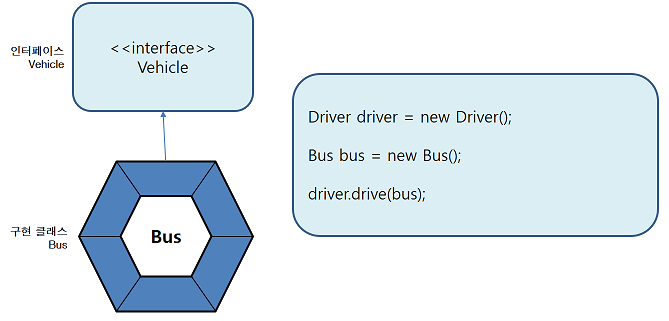 인터페이스
Vehicle
<<interface>>
Vehicle
Driver driver = new Driver();
Bus bus = new Bus();
driver.drive(bus);
구현 클래스
Bus
Bus